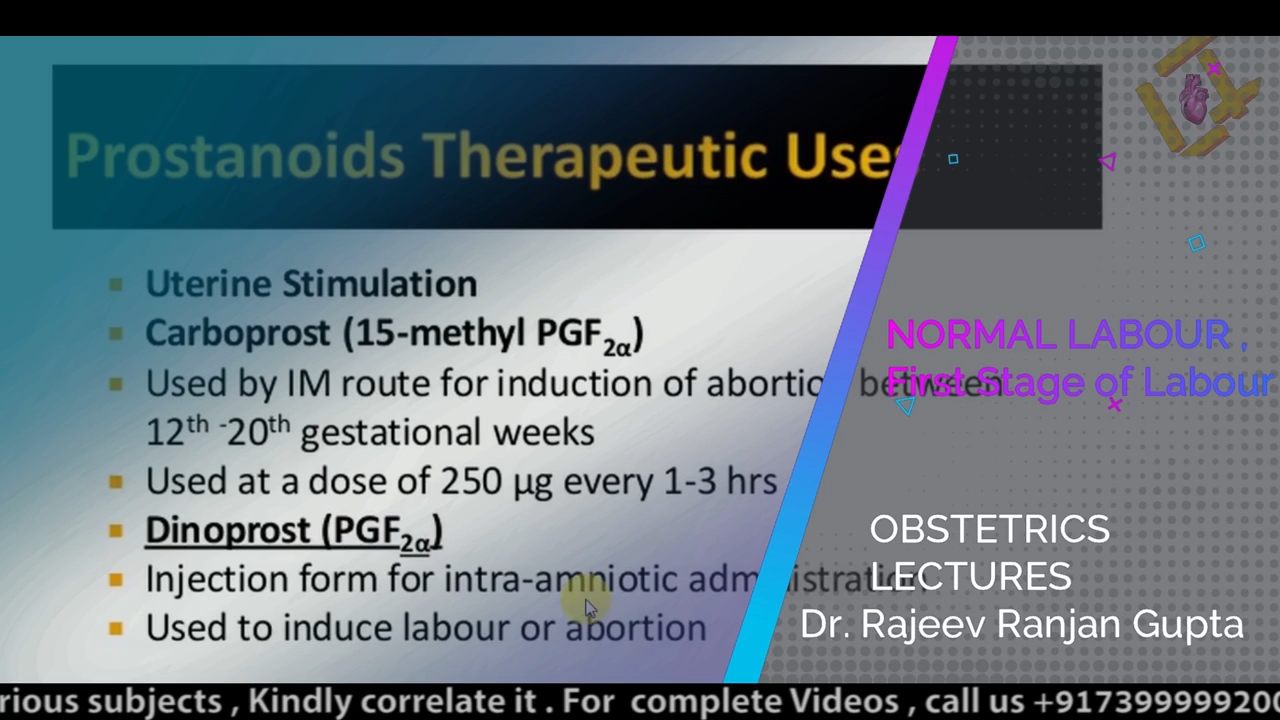 Prostanoids Therapeutic Uses
Uterine Stimulation
Carboprost (15-methyl PGF2α)
Used by IM route for induction of abortion between
12th -20th gestational weeks
Used at a dose of 250 µg every 1-3 hrs
Dinoprost (PGF2α)
Injection form for intra-amniotic administration
Used to induce labour or abortion
NORMAL LABOUR ,
First Stage of Labour
OBSTETRICS
LECTURES
Dr. Rajeev Ranjan Gupta
subjects , Kindly correlate it . For complete Videos , call us